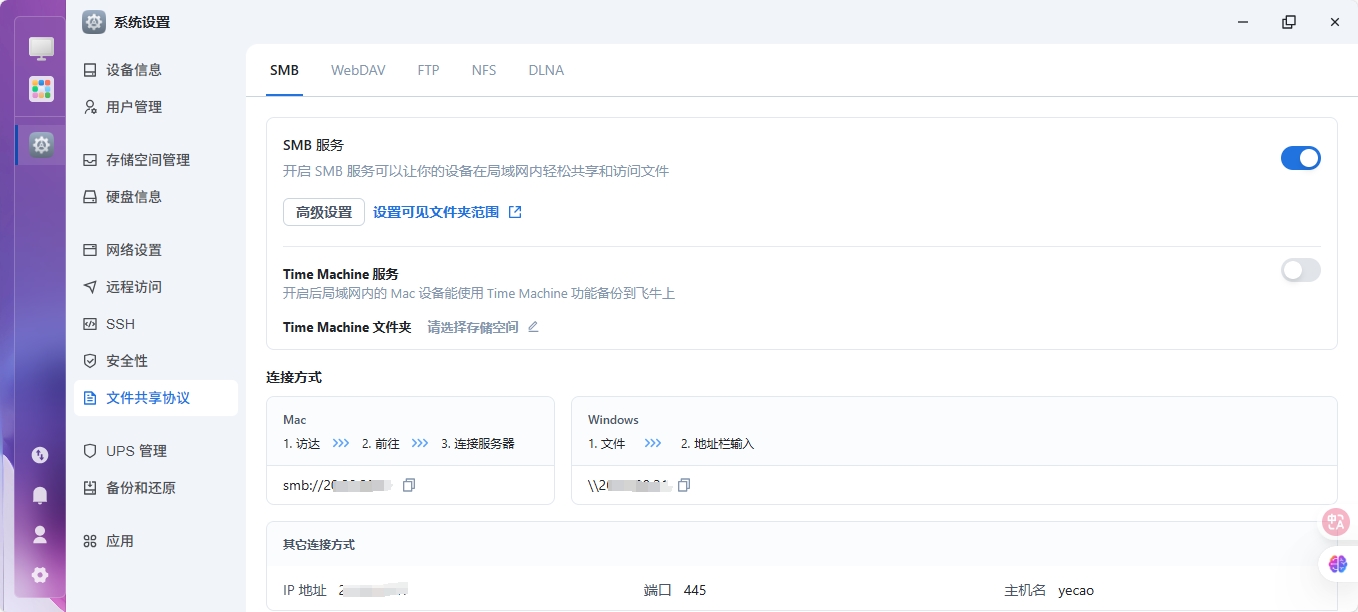 系统设置
设备信息
用户管理
存储空间管理
硬盘信息
网络设置
远程访问
SSH
安全性
文件共享协议
UPS 管理
备份和还原
应用
SMB WebDAV FTP NFS DLNA
SMB 服务
开启 SMB 服务可以让你的设备在局域网内轻松共享和访问文件
高级设置 设置可见文件夹范围
Time Machine 服务
开启后局域网内的 Mac 设备能使用 Time Machine 功能备份到飞牛上
Time Machine 文件夹 请选择存储空间
连接方式
Mac
1. 访达 2. 前往 3. 连接服务器
smb://20
Windows
1. 文件 2. 地址栏输入
\\20
其它连接方式
IP 地址 端口 445 主机名 yecao